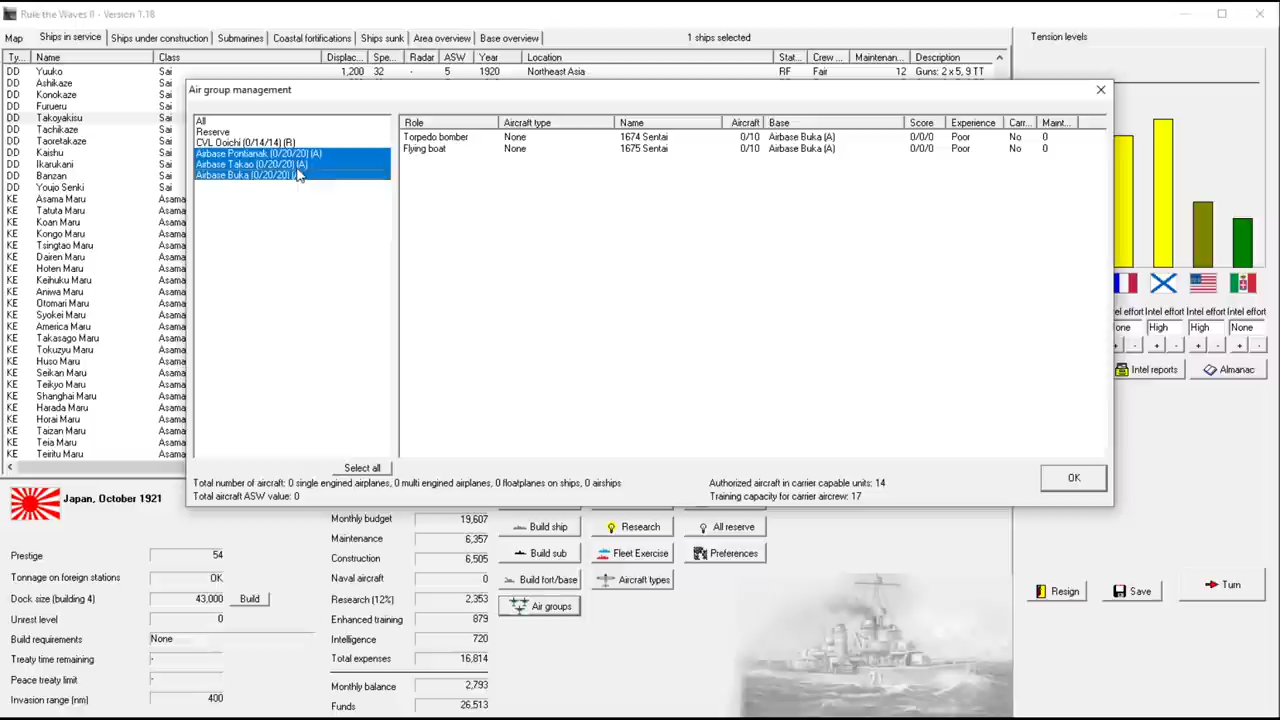 Rule the Waves II - Version 1.18
Map Ships in service Ships under construction Submarines Coastal fortifications Ships sunk Area overview Base overview 1 ships selected Tension levels
Ty... Name Class Displac... Spe... Radar ASW Year Location Stat... Crew ... Maintenan... Description
DD Yuuko Sai 1,200 32 - 5 1920 Northeast Asia RF Fair 12 Guns: 2 x 5, 9 TT
DD Ashikaze Sai
DD Konokaze Sai
DD Furueru Sai
DD Takoyakisu Sai
DD Tachikaze Sai
DD Taoretakaze Sai
DD Kaishu Sai
DD Ikarukani Sai
DD Banzan Sai
DD Youjo Senki Sai
KE Asama Maru Asama
KE Tatuta Maru Asama
KE Koan Maru Asama
KE Kongo Maru Asama
KE Tsingtao Maru Asama
KE Dairen Maru Asama
KE Hoten Maru Asama
KE Keihuku Maru Asama
KE Aniwa Maru Asama
KE Otomari Maru Asama
KE Syokei Maru Asama
KE America Maru Asama
KE Takasago Maru Asama
KE Tokuzyu Maru Asama
KE Huso Maru Asama
KE Seikan Maru Asama
KE Teikyo Maru Asama
KE Shanghai Maru Asama
KE Harada Maru Asama
KE Horai Maru Asama
KE Taizan Maru Asama
KE Teia Maru Asama
KE Teiritu Maru Asama
Air group management
All
Reserve
CVL Ooichi (0/14/14) (R)
Airbase Pontianak (0/20/20) (A)
Airbase Takao (0/20/20) (A)
Airbase Buka (0/20/20)
Role Aircraft type Name Aircraft Base Score Experience Carr... Maint...
Torpedo bomber None 1674 Sentai 0/10 Airbase Buka (A) 0/0/0 Poor No 0
Flying boat None 1675 Sentai 0/10 Airbase Buka (A) 0/0/0 Poor No 0
Select all
Total number of aircraft: 0 single engined airplanes, 0 multi engined airplanes, 0 floatplanes on ships, 0 airships
Total aircraft ASW value: 0
Authorized aircraft in carrier capable units: 14
Training capacity for carrier aircrew: 17
OK
el effort Intel effort Intel effort Intel effort
one High High None
+ - + - + - + -
Intel reports Almanac
Japan, October 1921
Prestige 54
Tonnage on foreign stations OK
Dock size (building 4) 43,000 Build
Unrest level 0
Build requirements None
Treaty time remaining -
Peace treaty limit -
Invasion range (nm) 400
Monthly budget 19,607
Maintenance 6,357
Construction 6,505
Naval aircraft 0
Research (12%) 2,353
Enhanced training 879
Intelligence 720
Total expenses 16,814
Monthly balance 2,793
Funds 26,513
Build ship Research All reserve
Build sub Fleet Exercise Preferences
Build fort/base Aircraft types
Air groups
Resign Save Turn